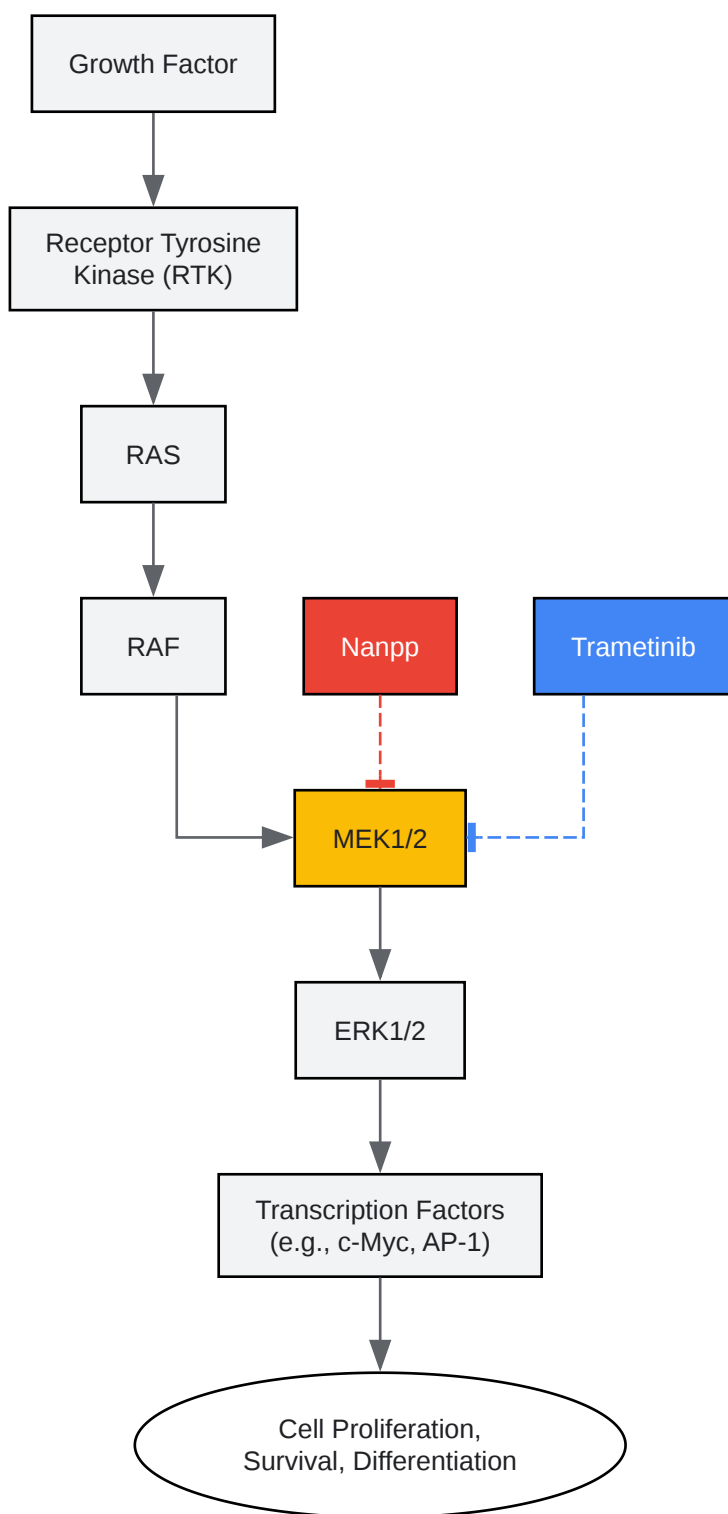 Growth Factor
Receptor Tyrosine
Kinase (RTK)
RAS
RAF
Nanpp
Trametinib
MEK1/2
ERK1/2
Transcription Factors
(e.g., c-Myc, AP-1)
Cell Proliferation,
Survival, Differentiation